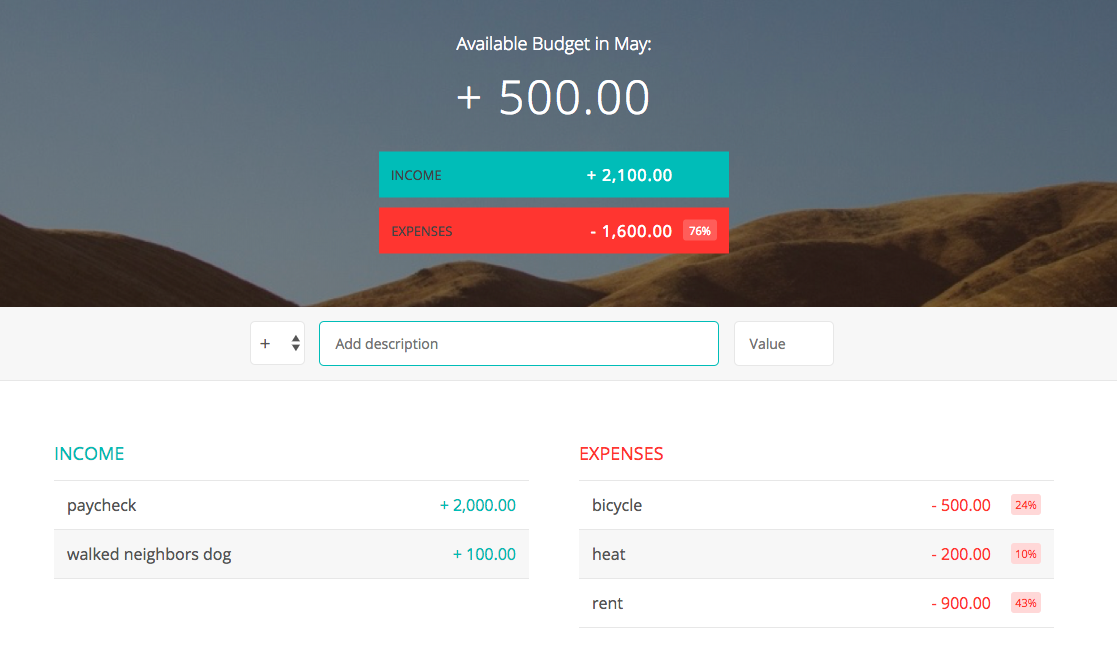 Available Budget in May:
+ 500.00
INCOME + 2,100.00
EXPENSES - 1,600.00 76%
+ Add description Value
INCOME
paycheck + 2,000.00
walked neighbors dog + 100.00
EXPENSES
bicycle - 500.00 24%
heat - 200.00 10%
rent - 900.00 43%